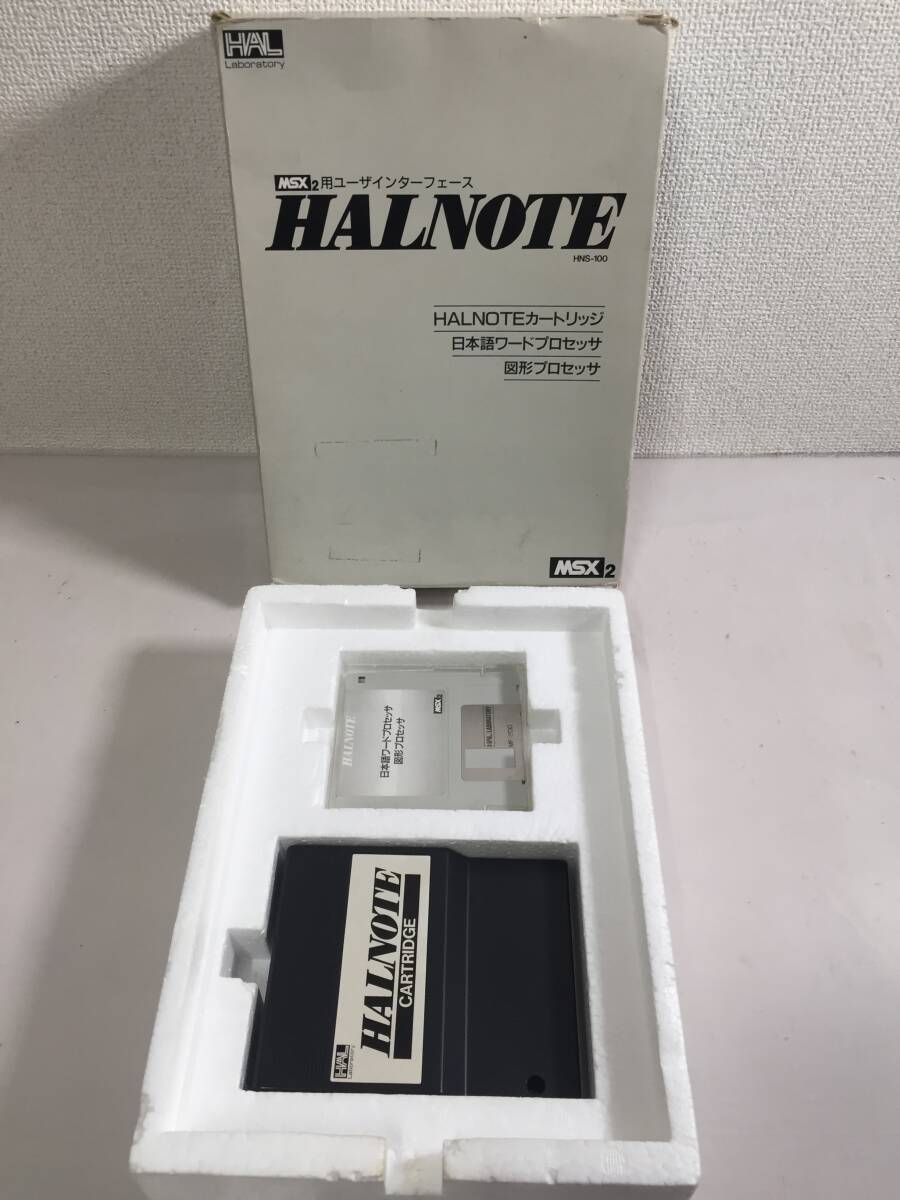 HAL
Laboratory
MSX2用ユーザインターフェース
HALNOTE
HNS-100
HALNOTEカートリッジ
日本語ワードプロセッサ
図形プロセッサ
MSX2
HALNOTE
日本語ワードプロセッサ
図形プロセッサ
MSX2
HAL LABORATORY
HAL
Laboratory
HALNOTE
CARTRIDGE